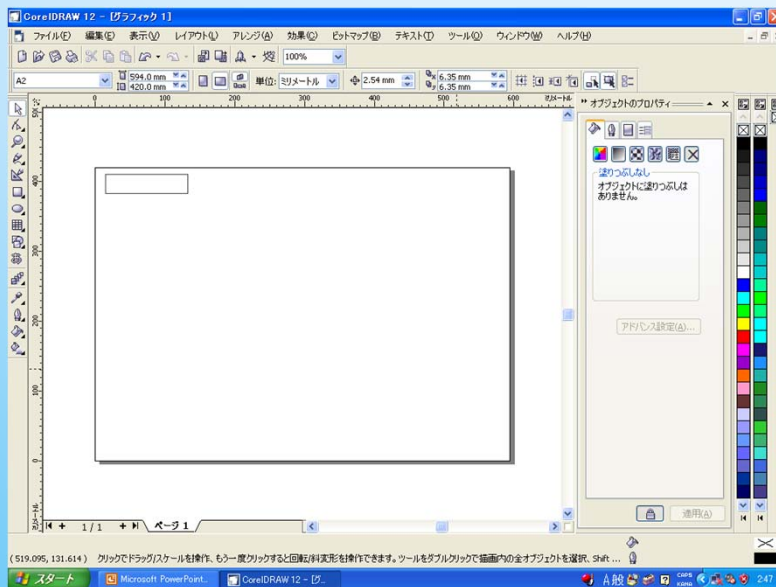 CorelDRAW 12 - [グラフィック 1]
ファイル(F) 編集(E) 表示(V) レイアウト(L) アレンジ(A) 効果(C) ビットマップ(B) テキスト(T) ツール(O) ウィンドウ(W) ヘルプ(H)
100%
A2 594.0 mm 420.0 mm 単位: ミリメートル 2.54 mm 6.35 mm 6.35 mm
0 100 200 300 400 500 600 ミリメートル
オブジェクトのプロパティ
塗りつぶしなし
オブジェクトに塗りつぶしは
ありません。
400
300
200
アドバンス設定(A)...
100
0
適用(A)
1 / 1 ページ 1
(519.095, 131.614) クリックでドラッグ/スケールを操作、もう一度クリックすると回転/斜変形を操作できます。ツールをダブルクリックで描画内の全オブジェクトを選択、Shift ...
スタート Microsoft PowerPoint... CorelDRAW 12 - [グ... A 般 CAPS KANA 2:47